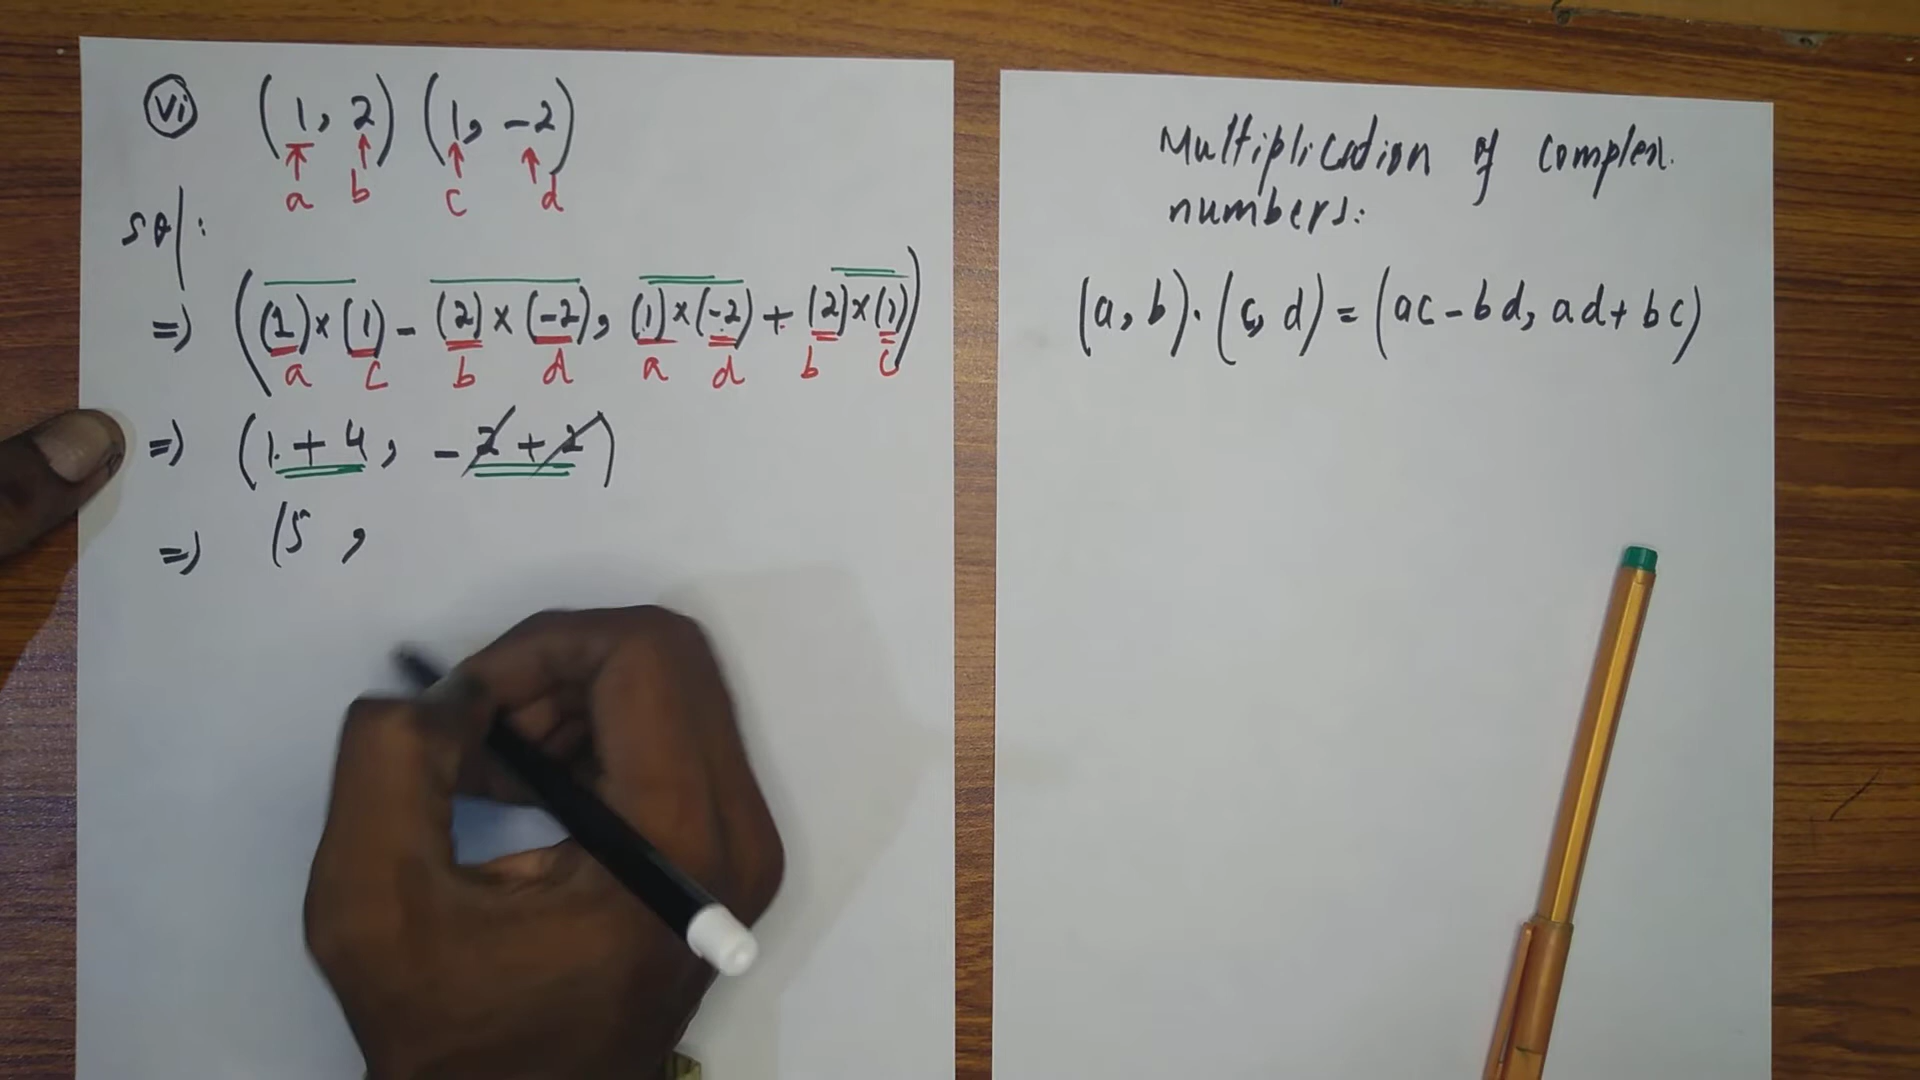 (vi) (1, 2) (1, -2)
↑ a ↑ b ↑ c ↑ d
sol:
=) ((1)×(1) - (2)×(-2), (1)×(-2) + (2)×(1))
a c b d a d b c
=) (1+4, -2+2)
=) (5 ,
Multiplication of complex
numbers:
(a, b)·(c, d) = (ac-bd, ad+bc)